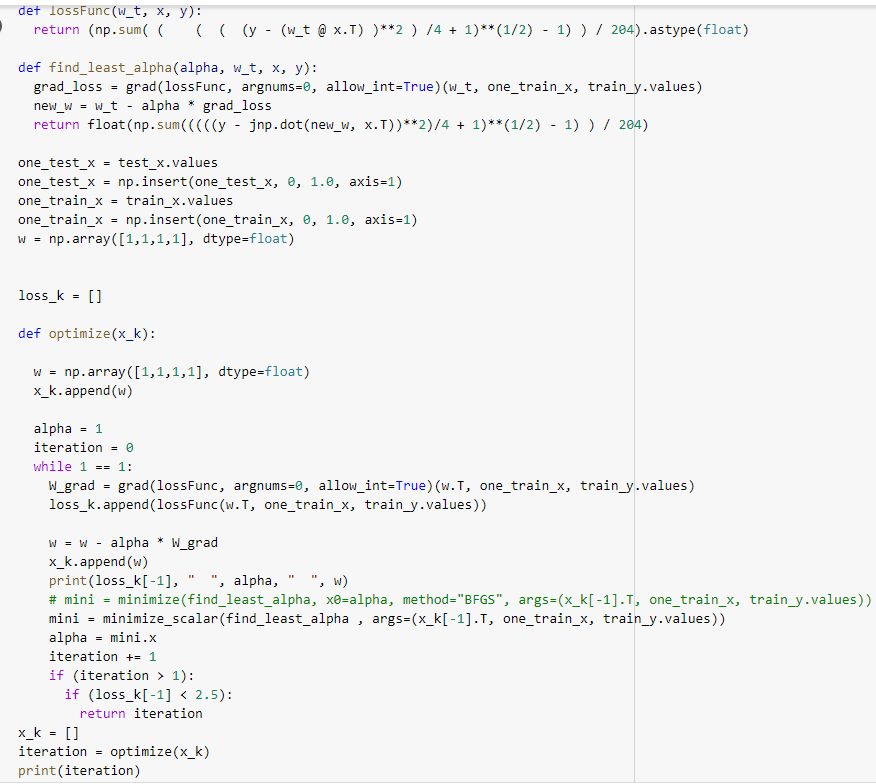 def lossFunc(w_t, x, y):
  return (np.sum( (    (  (  (  (y - (w_t @ x.T) )**2 ) /4 + 1)**(1/2) - 1) ) / 204).astype(float)

def find_least_alpha(alpha, w_t, x, y):
  grad_loss = grad(lossFunc, argnums=0, allow_int=True)(w_t, one_train_x, train_y.values)
  new_w = w_t - alpha * grad_loss
  return float(np.sum(((((y - jnp.dot(new_w, x.T))**2)/4 + 1)**(1/2) - 1) ) / 204)

one_test_x = test_x.values
one_test_x = np.insert(one_test_x, 0, 1.0, axis=1)
one_train_x = train_x.values
one_train_x = np.insert(one_train_x, 0, 1.0, axis=1)
w = np.array([1,1,1,1], dtype=float)


loss_k = []

def optimize(x_k):

  w = np.array([1,1,1,1], dtype=float)
  x_k.append(w)

  alpha = 1
  iteration = 0
  while 1 == 1:
    W_grad = grad(lossFunc, argnums=0, allow_int=True)(w.T, one_train_x, train_y.values)
    loss_k.append(lossFunc(w.T, one_train_x, train_y.values))

    w = w - alpha * W_grad
    x_k.append(w)
    print(loss_k[-1], "  ", alpha, "  ", w)
    # mini = minimize(find_least_alpha, x0=alpha, method="BFGS", args=(x_k[-1].T, one_train_x, train_y.values))
    mini = minimize_scalar(find_least_alpha , args=(x_k[-1].T, one_train_x, train_y.values))
    alpha = mini.x
    iteration += 1
    if (iteration > 1):
      if (loss_k[-1] < 2.5):
        return iteration
x_k = []
iteration = optimize(x_k)
print(iteration)